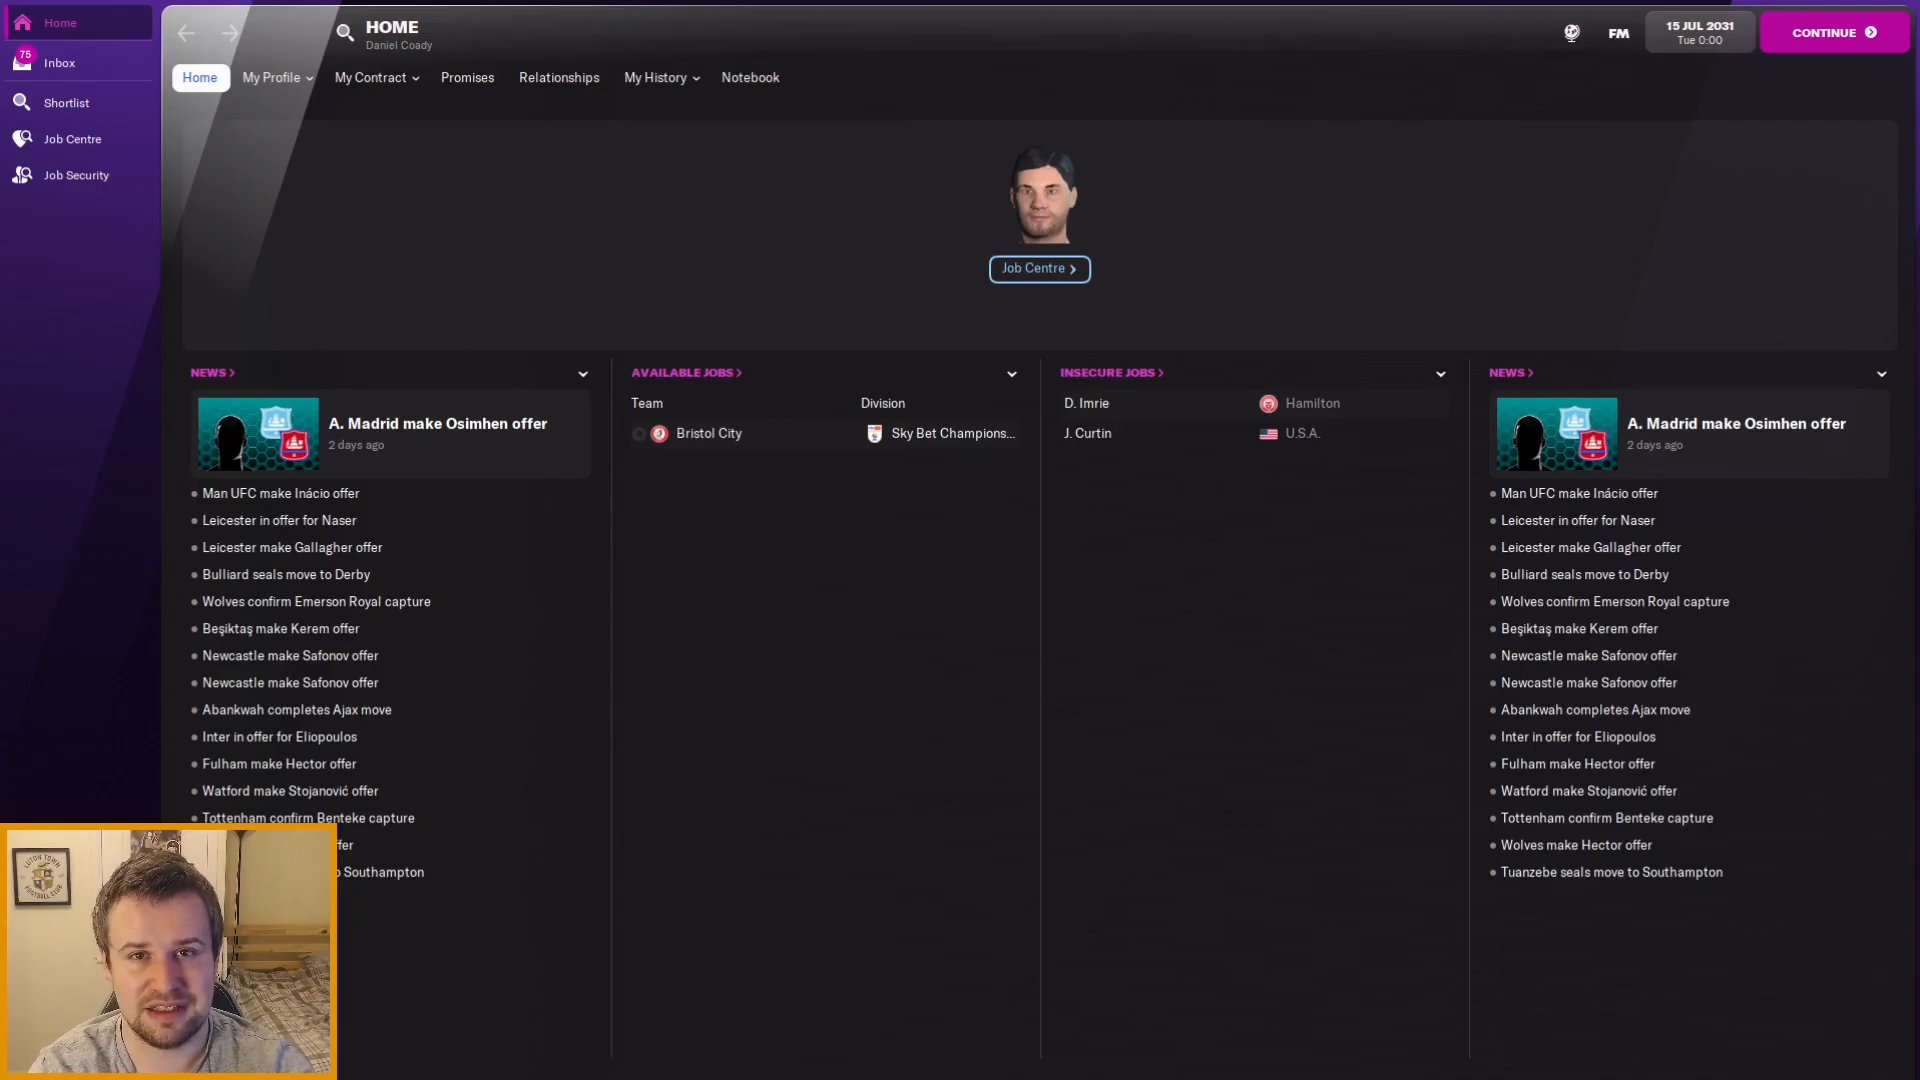 Home
75
Inbox
Shortlist
Job Centre
Job Security
HOME
Daniel Coady
FM
15 JUL 2031
Tue 0:00
CONTINUE
Home
My Profile
My Contract
Promises
Relationships
My History
Notebook
Job Centre
NEWS
A. Madrid make Osimhen offer
2 days ago
Man UFC make Inácio offer
Leicester in offer for Naser
Leicester make Gallagher offer
Bulliard seals move to Derby
Wolves confirm Emerson Royal capture
Beşiktaş make Kerem offer
Newcastle make Safonov offer
Newcastle make Safonov offer
Abankwah completes Ajax move
Inter in offer for Eliopoulos
Fulham make Hector offer
Watford make Stojanović offer
Tottenham confirm Benteke capture
Southampton
AVAILABLE JOBS
Team Division
Bristol City Sky Bet Champions...
INSECURE JOBS
D. Imrie Hamilton
J. Curtin U.S.A.
NEWS
A. Madrid make Osimhen offer
2 days ago
Man UFC make Inácio offer
Leicester in offer for Naser
Leicester make Gallagher offer
Bulliard seals move to Derby
Wolves confirm Emerson Royal capture
Beşiktaş make Kerem offer
Newcastle make Safonov offer
Newcastle make Safonov offer
Abankwah completes Ajax move
Inter in offer for Eliopoulos
Fulham make Hector offer
Watford make Stojanović offer
Tottenham confirm Benteke capture
Wolves make Hector offer
Tuanzebe seals move to Southampton
LUTON TOWN
FOOTBALL CLUB